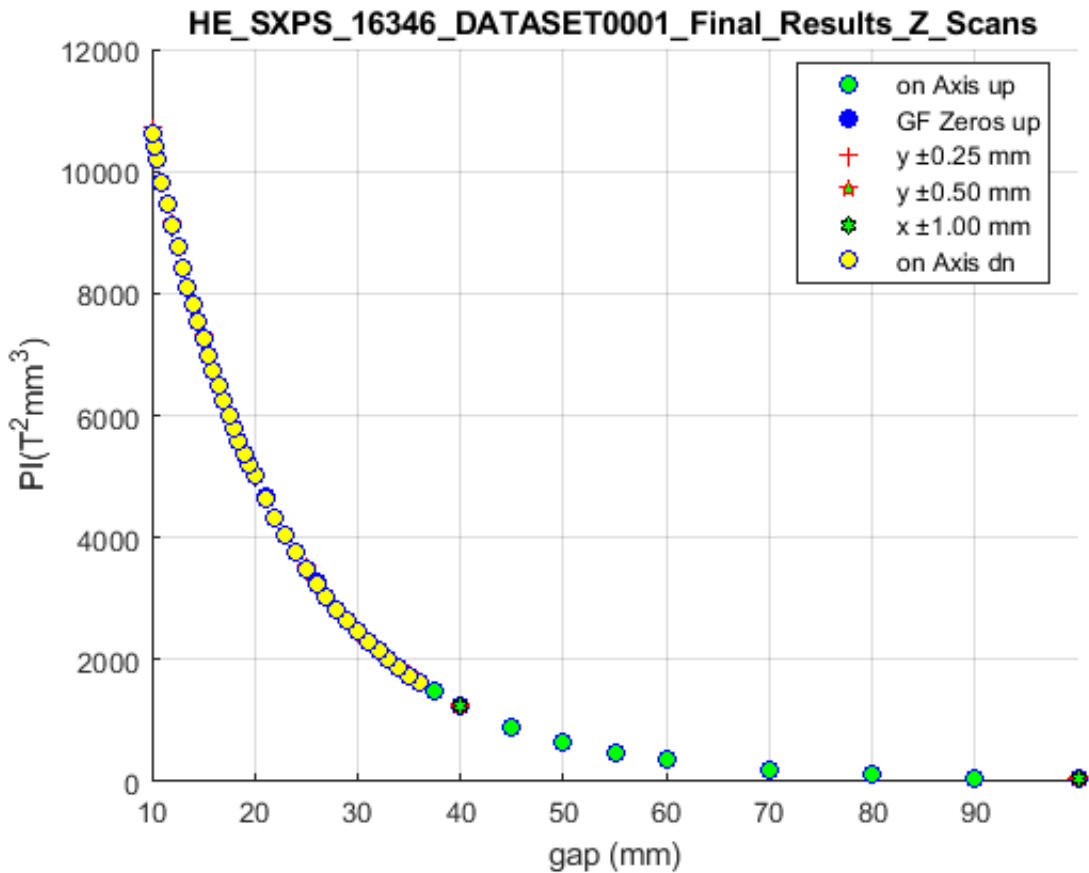 HE_SXPS_16346_DATASET0001_Final_Results_Z_Scans
12000
10000
8000
6000
4000
2000
0
PI(T²mm³)
10 20 30 40 50 60 70 80 90
gap (mm)
on Axis up
GF Zeros up
y ±0.25 mm
y ±0.50 mm
x ±1.00 mm
on Axis dn